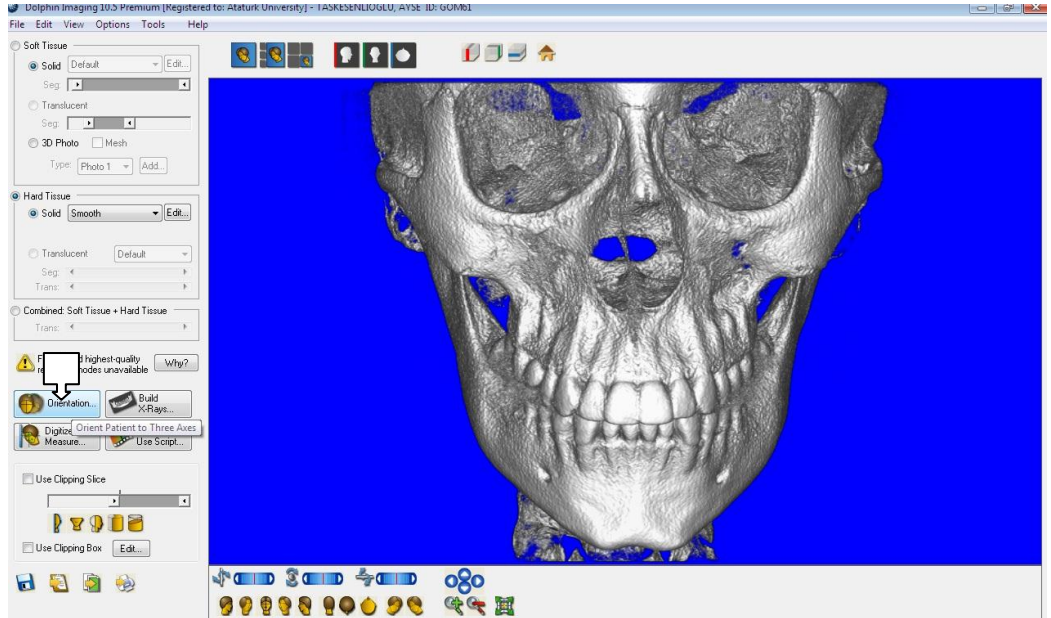 Dolphin Imaging 10.5 Premium [Registered to: Ataturk University] - TASKESENLIOGLU, AYSE ID: GOM61
File Edit View Options Tools Help
Soft Tissue
Solid Default Edit...
Seg:
Translucent
Seg:
3D Photo Mesh
Type: Photo 1 Add...
Hard Tissue
Solid Smooth Edit...
Translucent Default
Seg:
Trans:
Combined: Soft Tissue + Hard Tissue
Trans:
highest-quality
unavailable
Why?
Orientation...
Build
X-Rays...
Orient Patient to Three Axes
Measure...
Use Script...
Use Clipping Slice
Use Clipping Box Edit...